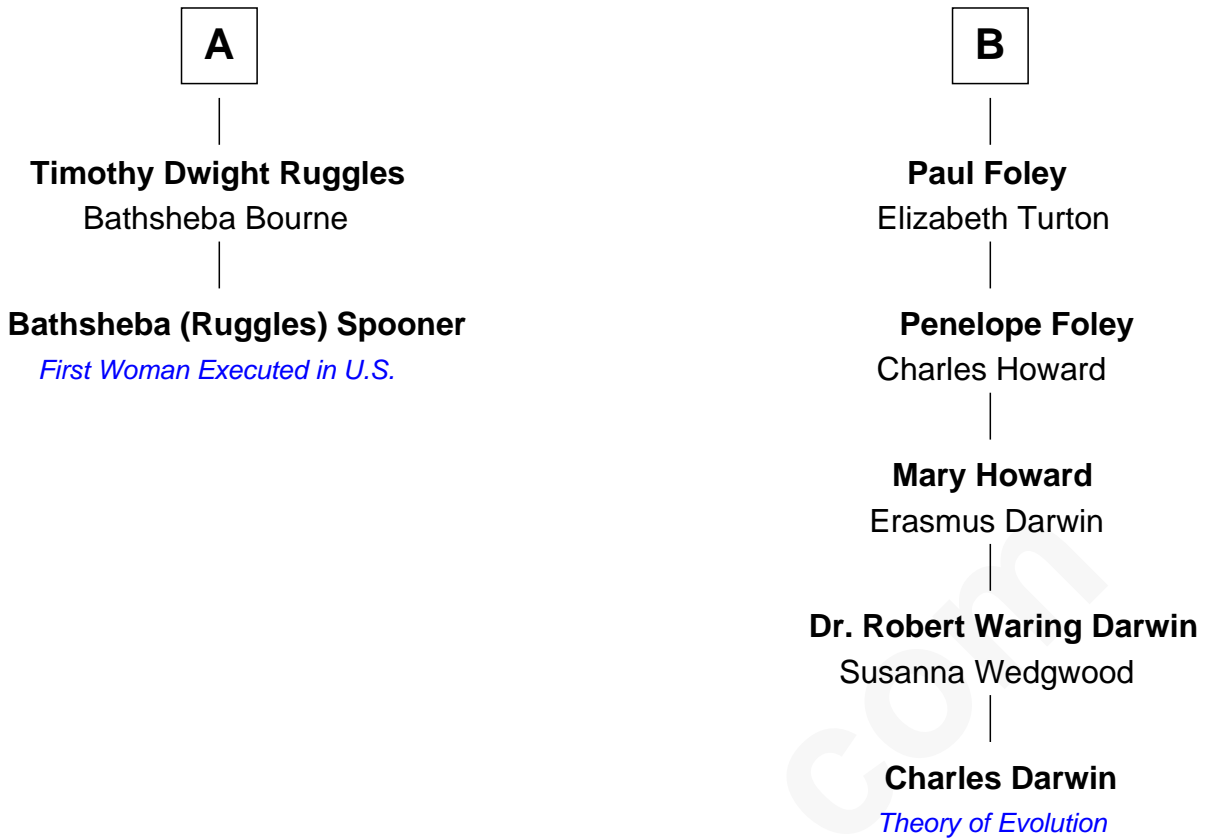 A
Timothy Dwight Ruggles
Bathsheba Bourne
Bathsheba (Ruggles) Spooner
First Woman Executed in U.S.
B
Paul Foley
Elizabeth Turton
Penelope Foley
Charles Howard
Mary Howard
Erasmus Darwin
Dr. Robert Waring Darwin
Susanna Wedgwood
Charles Darwin
Theory of Evolution
com